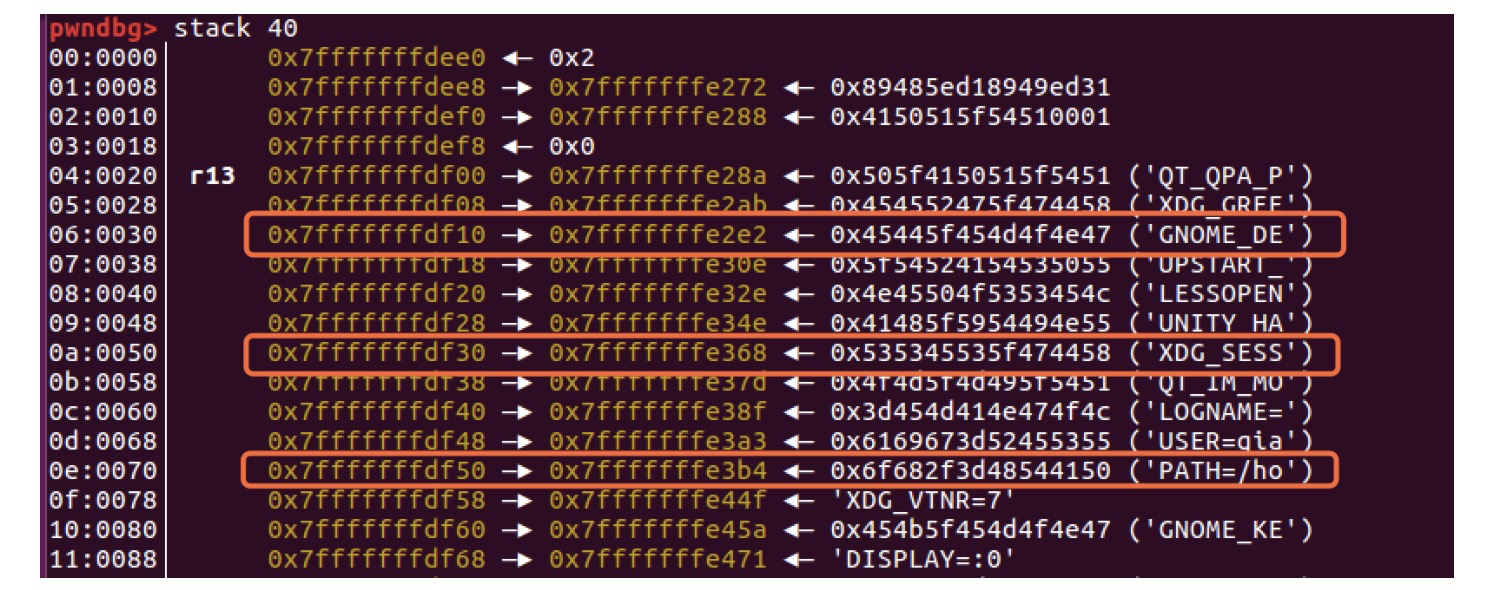 pwndbg> stack 40
00:0000│ 0x7fffffffdee0 ◂— 0x2
01:0008│ 0x7fffffffdee8 —▸ 0x7fffffffe272 ◂— 0x89485ed18949ed31
02:0010│ 0x7fffffffdef0 —▸ 0x7fffffffe288 ◂— 0x4150515f54510001
03:0018│ 0x7fffffffdef8 ◂— 0x0
04:0020│ r13 0x7fffffffdf00 —▸ 0x7fffffffe28a ◂— 0x505f4150515f5451 ('QT_QPA_P')
05:0028│ 0x7fffffffdf08 —▸ 0x7fffffffe2ab ◂— 0x454552475f474458 ('XDG_GREE')
06:0030│ 0x7fffffffdf10 —▸ 0x7fffffffe2e2 ◂— 0x45445f454d4f4e47 ('GNOME_DE')
07:0038│ 0x7fffffffdf18 —▸ 0x7fffffffe30e ◂— 0x5f54524154535055 ('UPSTART_')
08:0040│ 0x7fffffffdf20 —▸ 0x7fffffffe32e ◂— 0x4e45504f5353454c ('LESSOPEN')
09:0048│ 0x7fffffffdf28 —▸ 0x7fffffffe34e ◂— 0x41485f5954494e55 ('UNITY_HA')
0a:0050│ 0x7fffffffdf30 —▸ 0x7fffffffe368 ◂— 0x535345535f474458 ('XDG_SESS')
0b:0058│ 0x7fffffffdf38 —▸ 0x7fffffffe37d ◂— 0x4f4d5f4d495f5451 ('QT_IM_MO')
0c:0060│ 0x7fffffffdf40 —▸ 0x7fffffffe38f ◂— 0x3d454d414e474f4c ('LOGNAME=')
0d:0068│ 0x7fffffffdf48 —▸ 0x7fffffffe3a3 ◂— 0x6169673d52455355 ('USER=gia')
0e:0070│ 0x7fffffffdf50 —▸ 0x7fffffffe3b4 ◂— 0x6f682f3d48544150 ('PATH=/ho')
0f:0078│ 0x7fffffffdf58 —▸ 0x7fffffffe44f ◂— 'XDG_VTNR=7'
10:0080│ 0x7fffffffdf60 —▸ 0x7fffffffe45a ◂— 0x454b5f454d4f4e47 ('GNOME_KE')
11:0088│ 0x7fffffffdf68 —▸ 0x7fffffffe471 ◂— 'DISPLAY=:0'